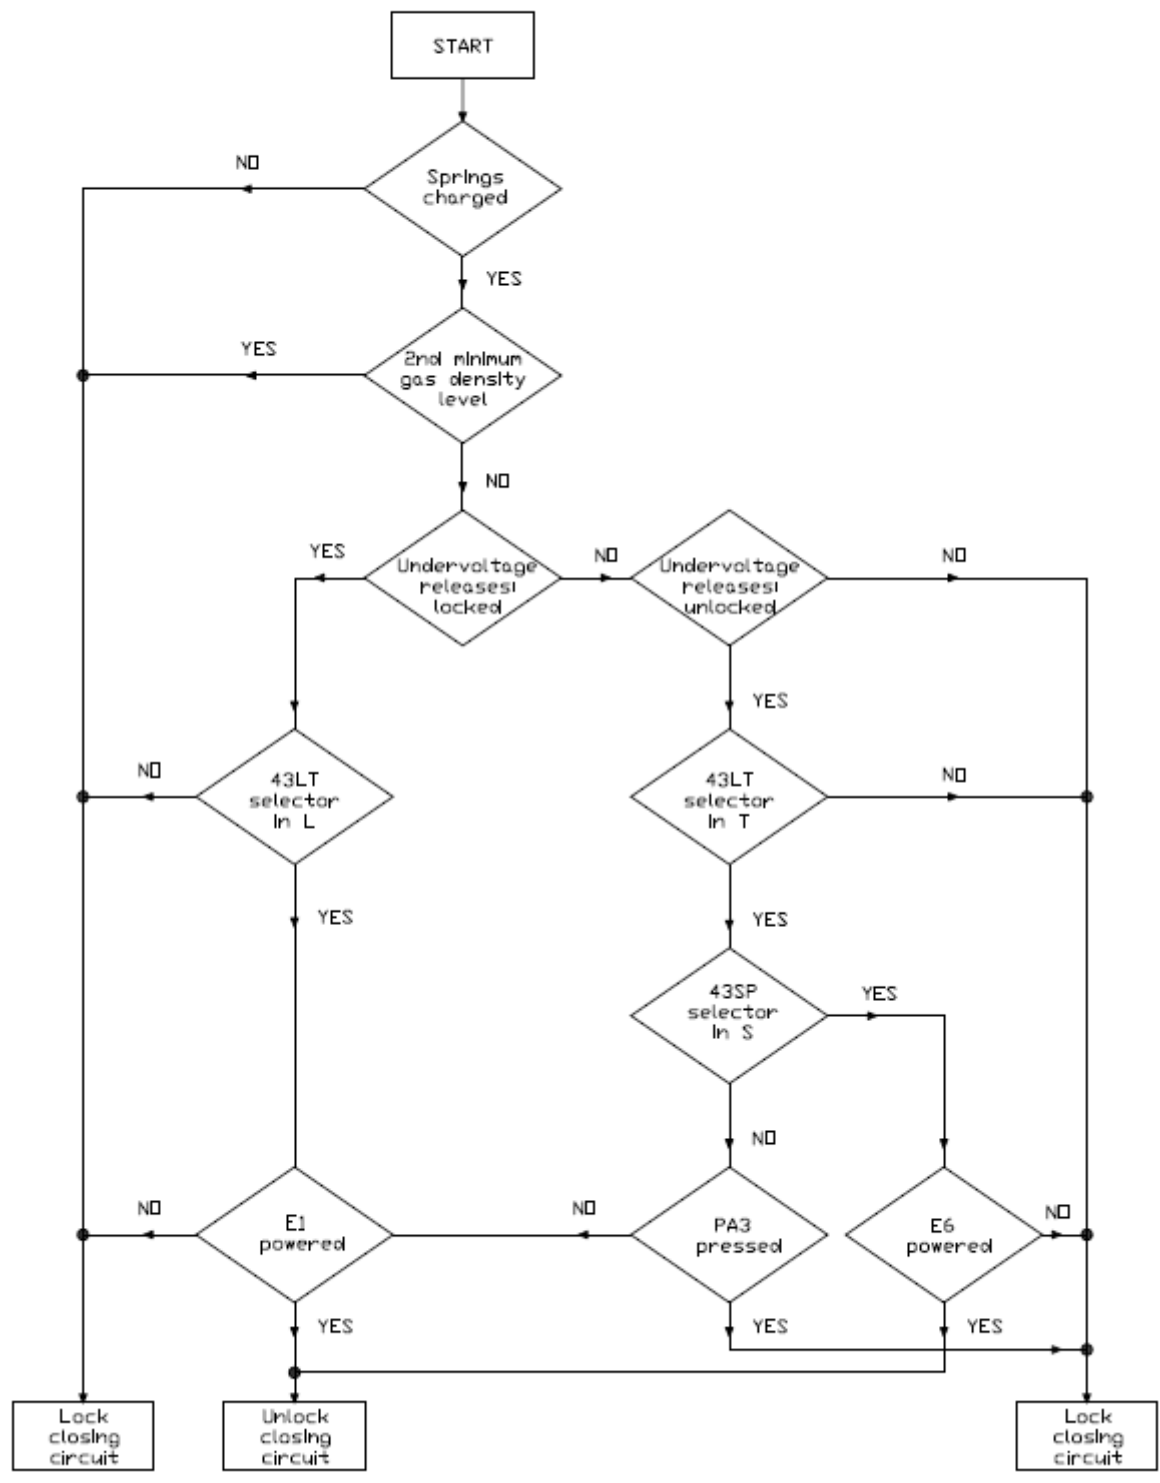 START
NO
Springs
charged
YES
YES
2nd minimum
gas density
level
NO
YES
Undervoltage
releases:
locked
NO
Undervoltage
releases:
unlocked
NO
YES
NO
43LT
selector
in L
43LT
selector
in T
NO
YES
YES
43SP
selector
in S
YES
NO
NO
E1
powered
NO
PA3
pressed
E6
powered
NO
YES
YES
YES
Lock
closing
circuit
Unlock
closing
circuit
Lock
closing
circuit